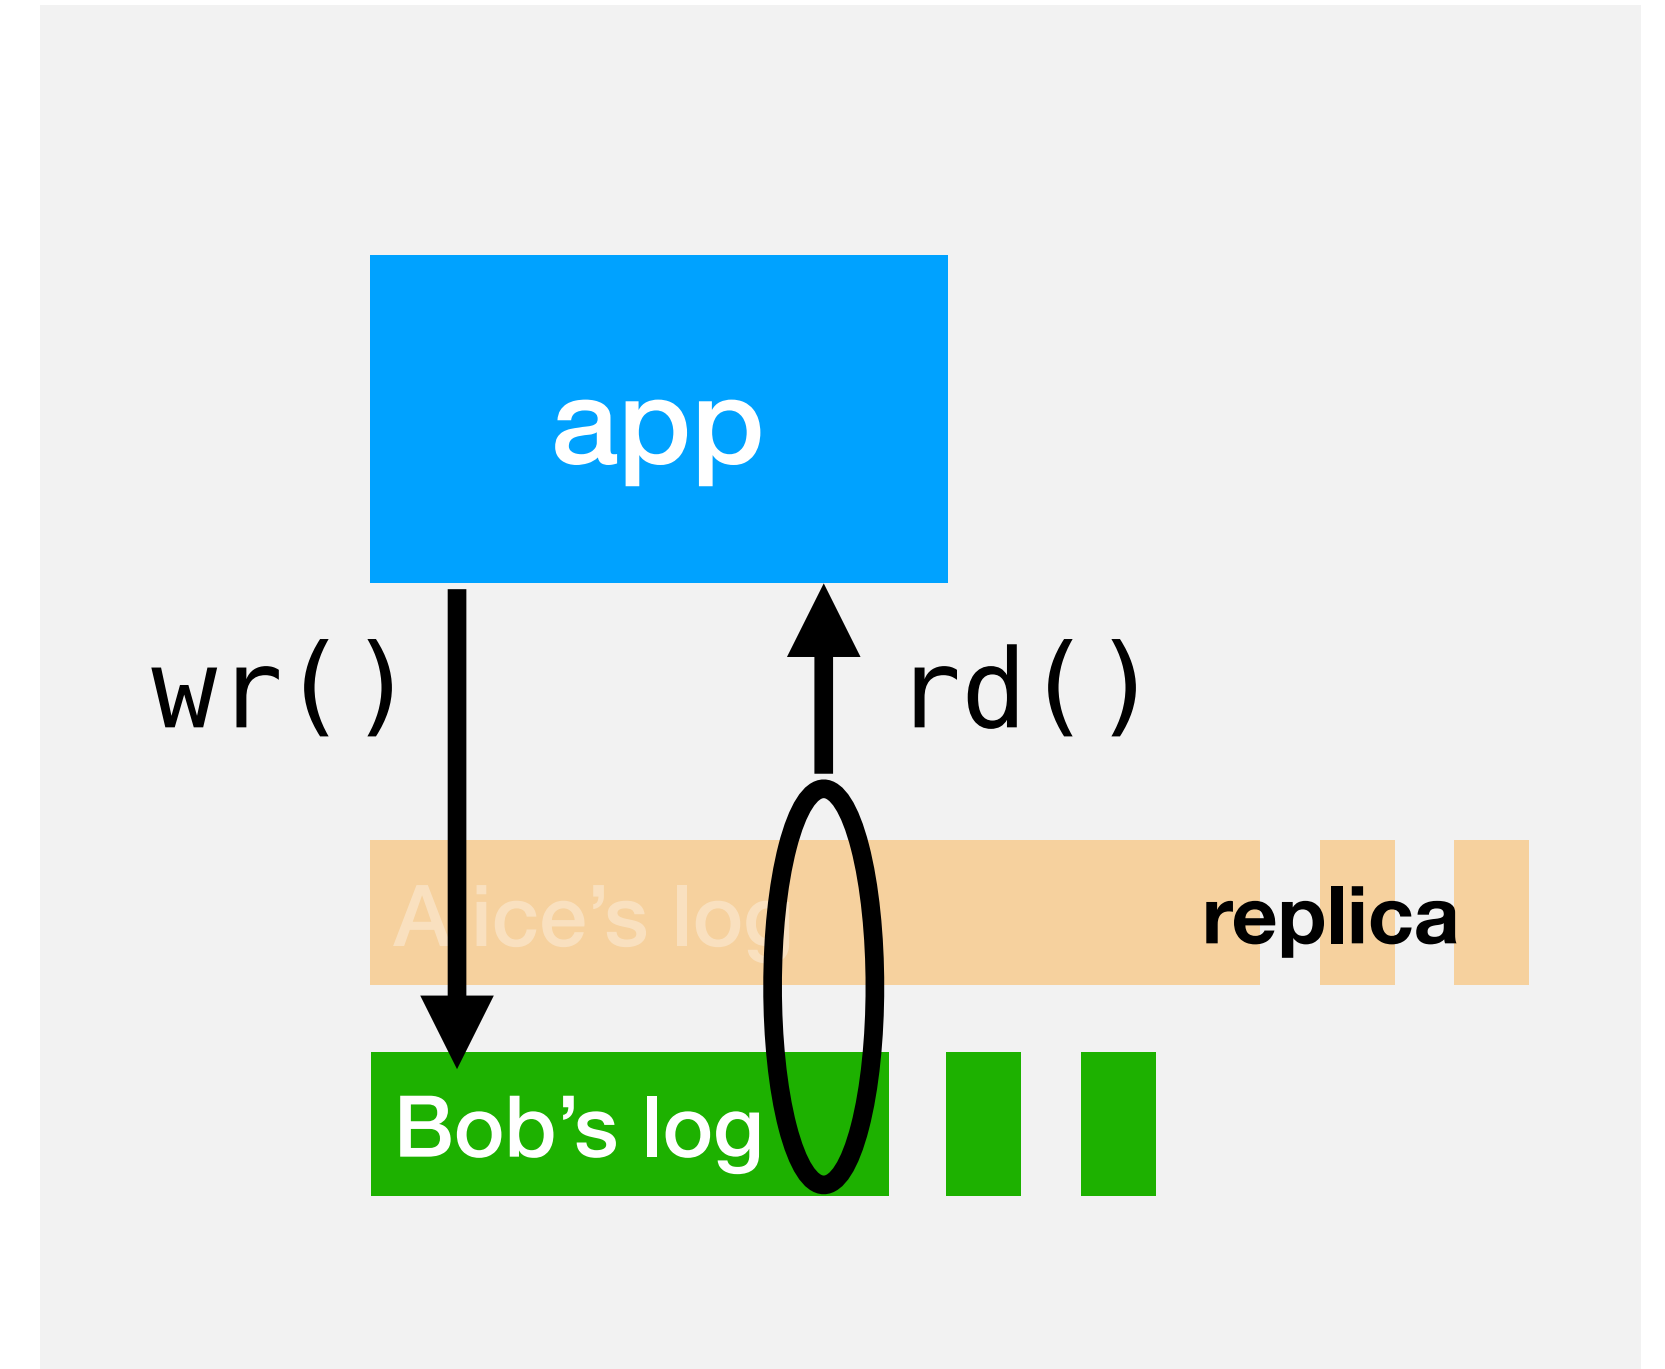 app
wr()
rd()
Alice’s log
replica
Bob’s log